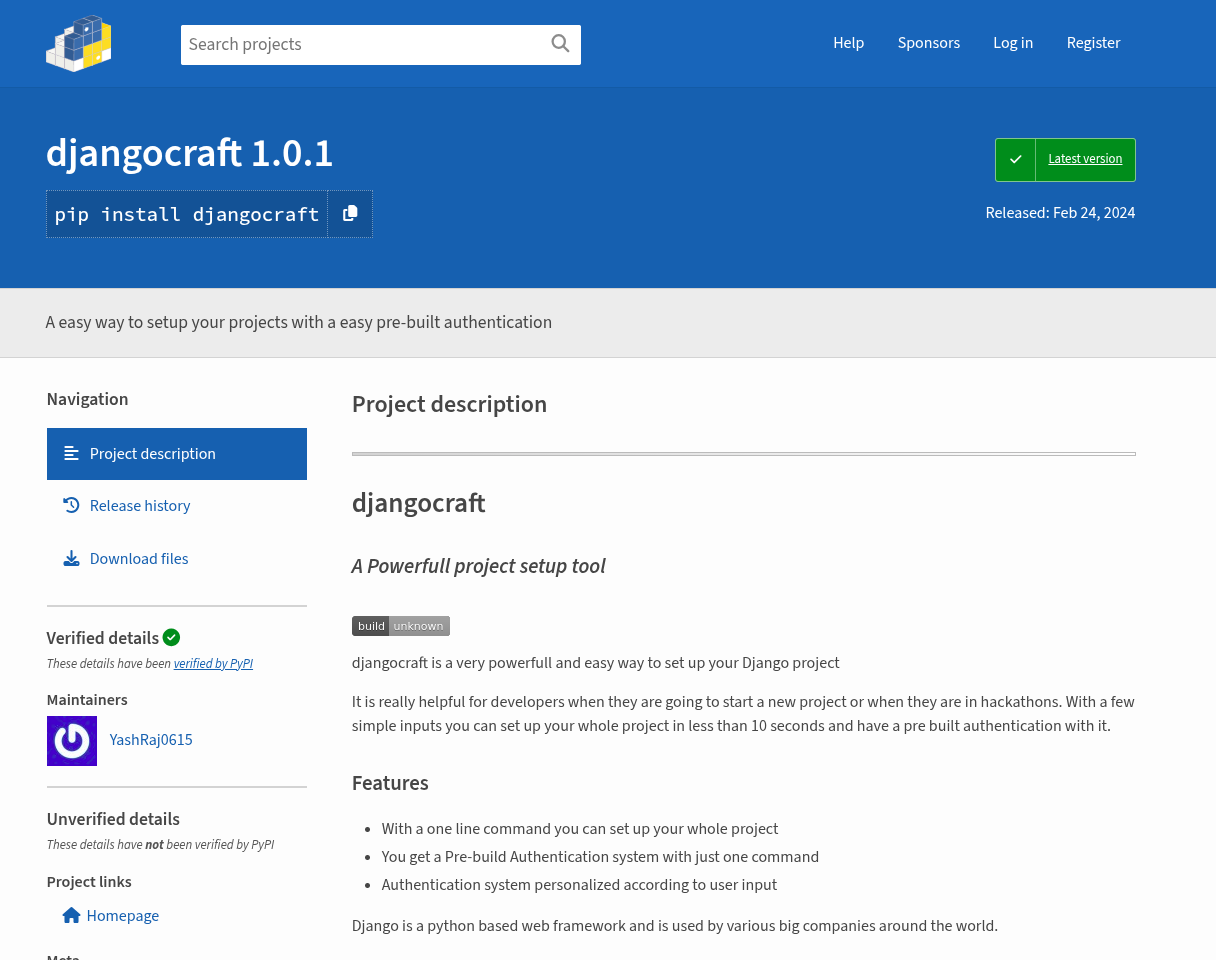 Search projects
Help
Sponsors
Log in
Register
djangocraft 1.0.1
pip install djangocraft
Latest version
Released: Feb 24, 2024
A easy way to setup your projects with a easy pre-built authentication
Navigation
Project description
Release history
Download files
Verified details
These details have been verified by PyPI
Maintainers
YashRaj0615
Unverified details
These details have not been verified by PyPI
Project links
Homepage
Meta
Project description
djangocraft
A Powerfull project setup tool
build unknown
djangocraft is a very powerfull and easy way to set up your Django project
It is really helpful for developers when they are going to start a new project or when they are in hackathons. With a few
simple inputs you can set up your whole project in less than 10 seconds and have a pre built authentication with it.
Features
With a one line command you can set up your whole project
You get a Pre-build Authentication system with just one command
Authentication system personalized according to user input
Django is a python based web framework and is used by various big companies around the world.